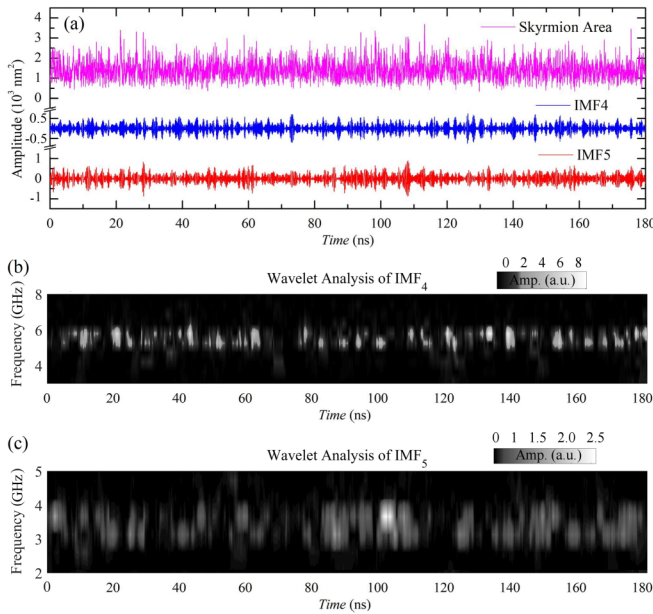 (a)
Skyrmion Area
IMF4
IMF5
Amplitude (10³ nm²)
4
3
2
1
0
0.5
-0.5
1
0
-1
0 20 40 60 80 100 120 140 160 180
Time (ns)
(b)
Wavelet Analysis of IMF₄
0 2 4 6 8
Amp. (a.u.)
Frequency (GHz)
8
6
4
0 20 40 60 80 100 120 140 160 180
Time (ns)
(c)
Wavelet Analysis of IMF₅
0 1 1.5 2.0 2.5
Amp. (a.u.)
Frequency (GHz)
5
4
3
2
0 20 40 60 80 100 120 140 160 180
Time (ns)